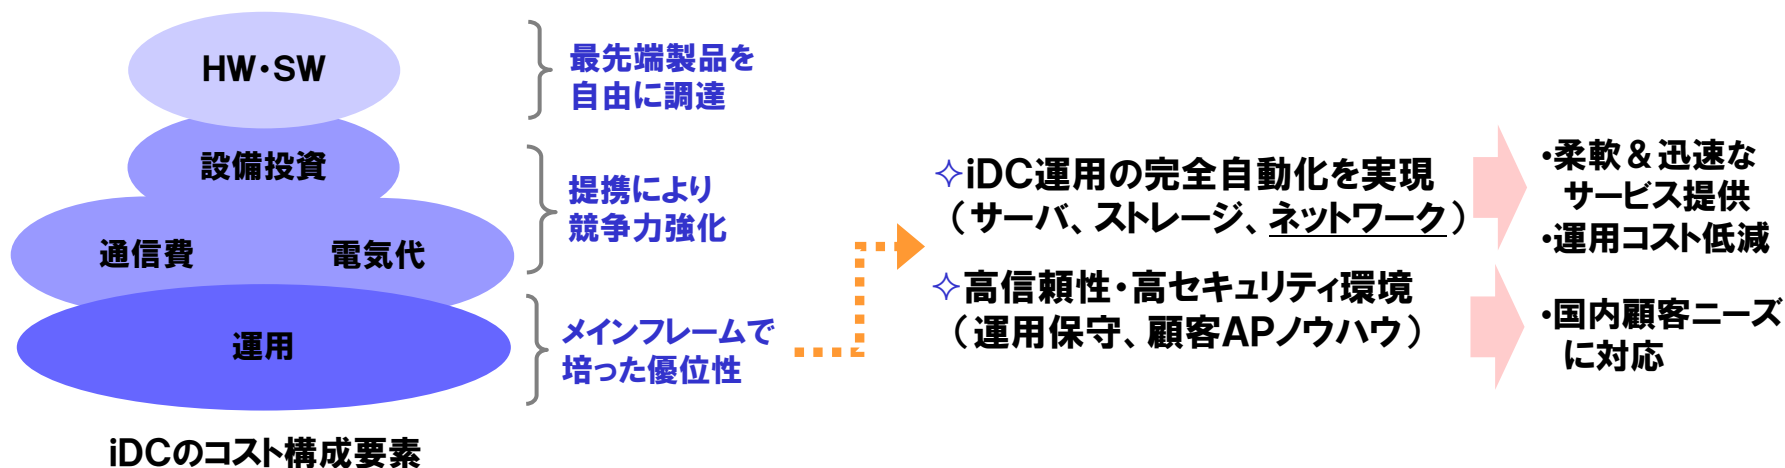 HW・SW
設備投資
通信費
電気代
運用
iDCのコスト構成要素
最先端製品を
自由に調達
提携により
競争力強化
メインフレームで
培った優位性
✧iDC運用の完全自動化を実現
（サーバ、ストレージ、ネットワーク）
✧高信頼性・高セキュリティ環境
（運用保守、顧客APノウハウ）
・柔軟＆迅速な
サービス提供
・運用コスト低減
・国内顧客ニーズ
に対応